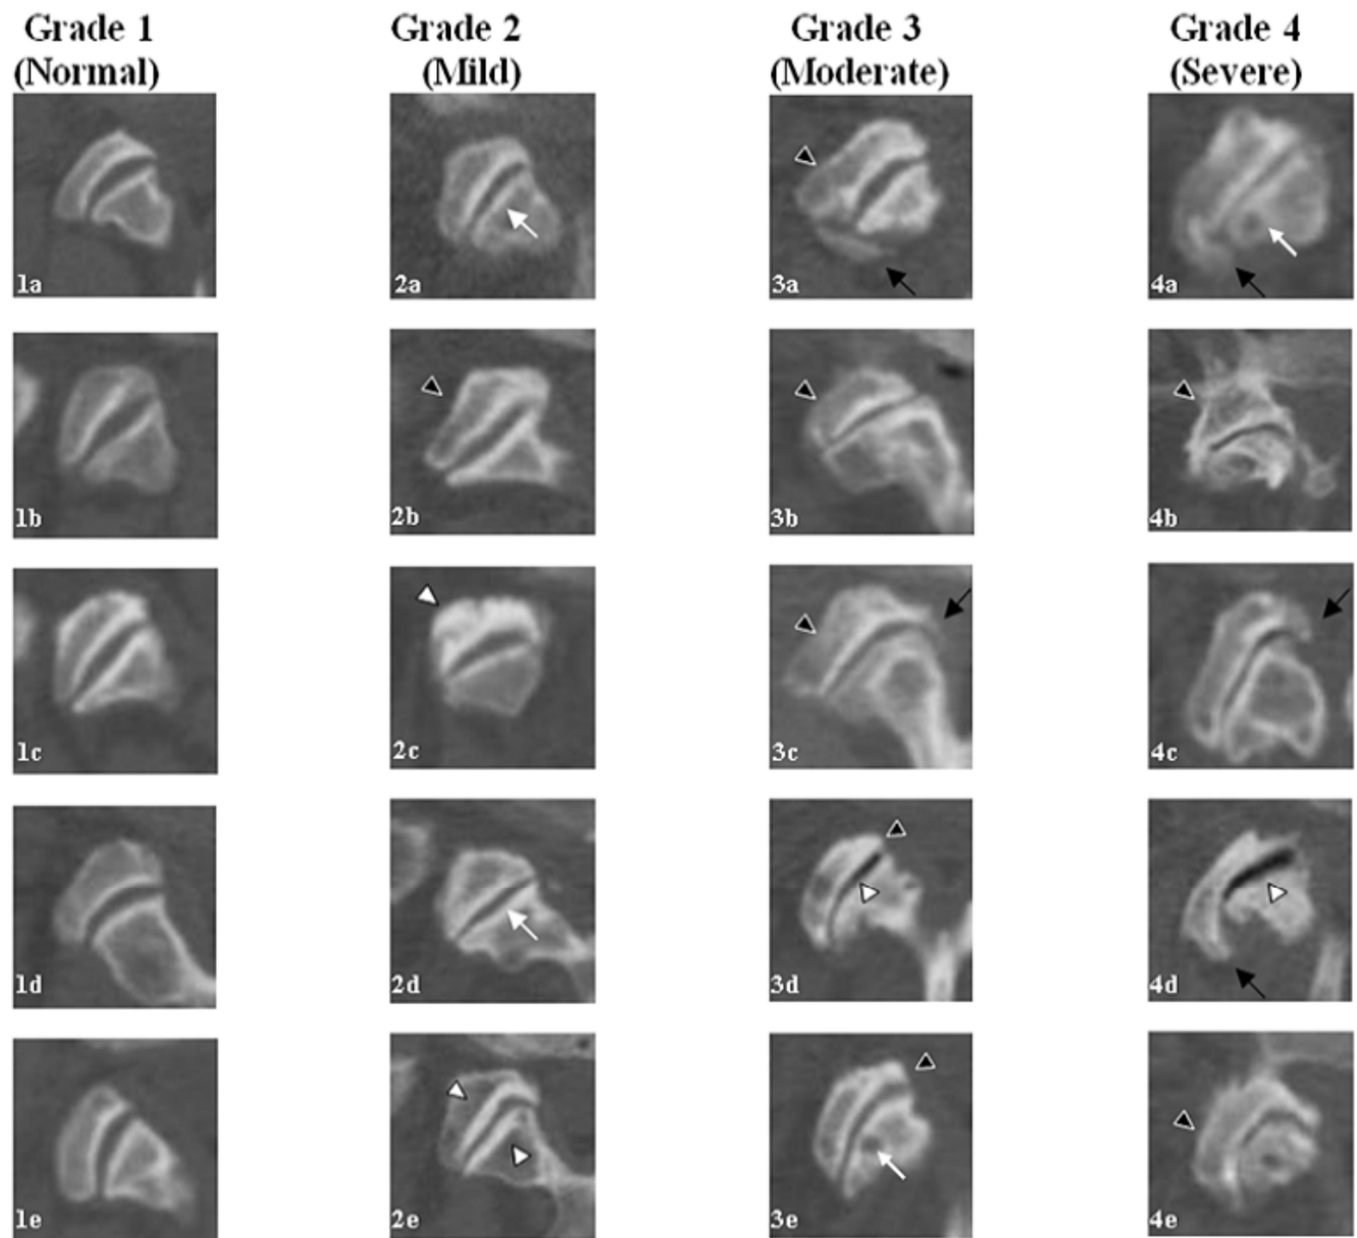 Grade 1 Grade 2 Grade 3 Grade 4
(Normal) (Mild) (Moderate) (Severe)
1a 2a 3a 4a
1b 2b 3b 4b
1c 2c 3c 4c
1d 2d 3d 4d
1e 2e 3e 4e